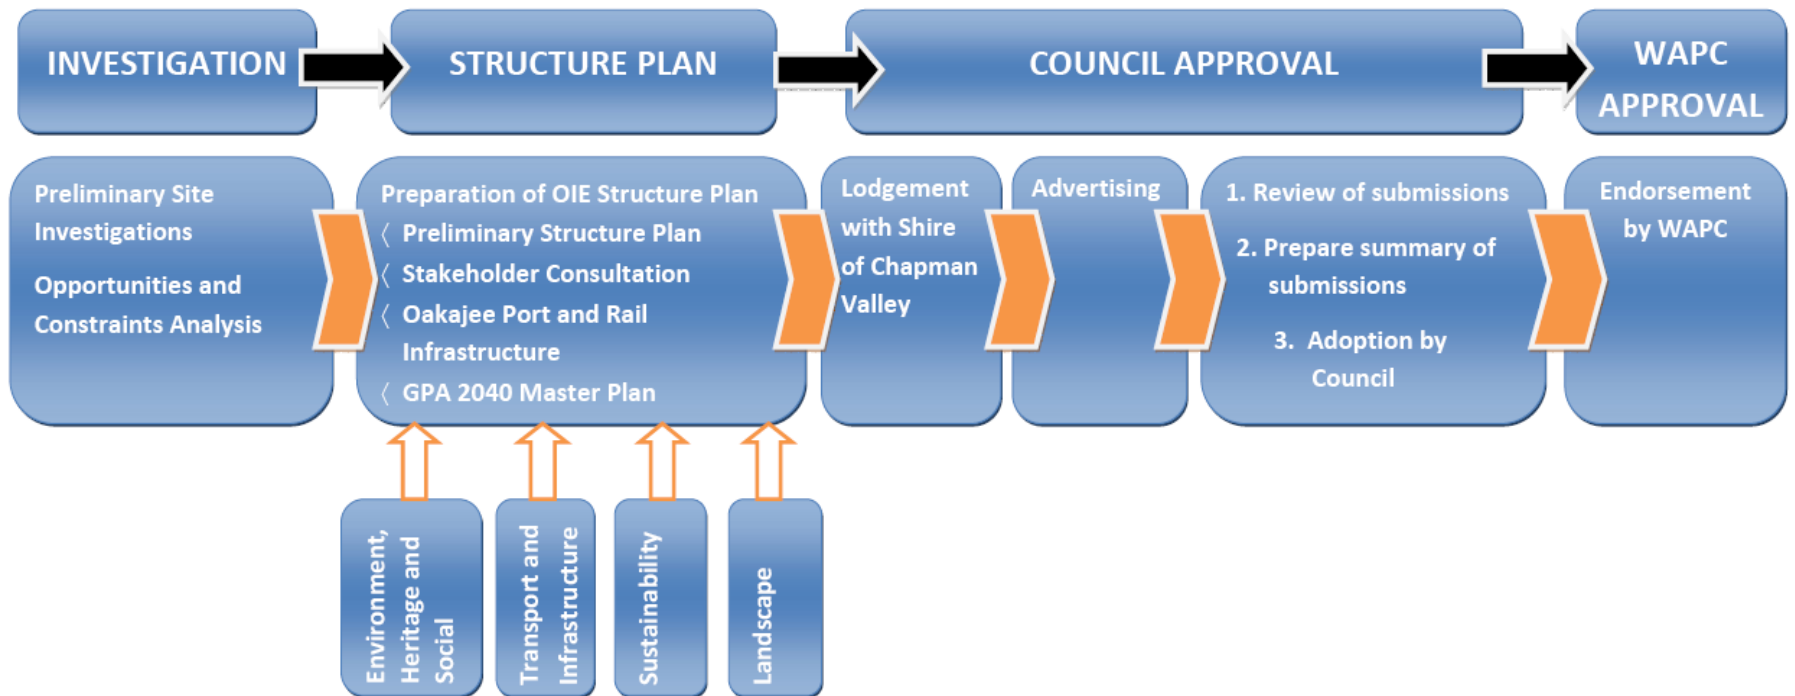 INVESTIGATION
STRUCTURE PLAN
COUNCIL APPROVAL
WAPC
APPROVAL
Preliminary Site
Investigations
Opportunities and
Constraints Analysis
Preparation of OIE Structure Plan
〈 Preliminary Structure Plan
〈 Stakeholder Consultation
〈 Oakajee Port and Rail
Infrastructure
〈 GPA 2040 Master Plan
Lodgement
with Shire
of Chapman
Valley
Advertising
1. Review of submissions
2. Prepare summary of
submissions
3. Adoption by
Council
Endorsement
by WAPC
Environment,
Heritage and
Social
Transport and
Infrastructure
Sustainability
Landscape